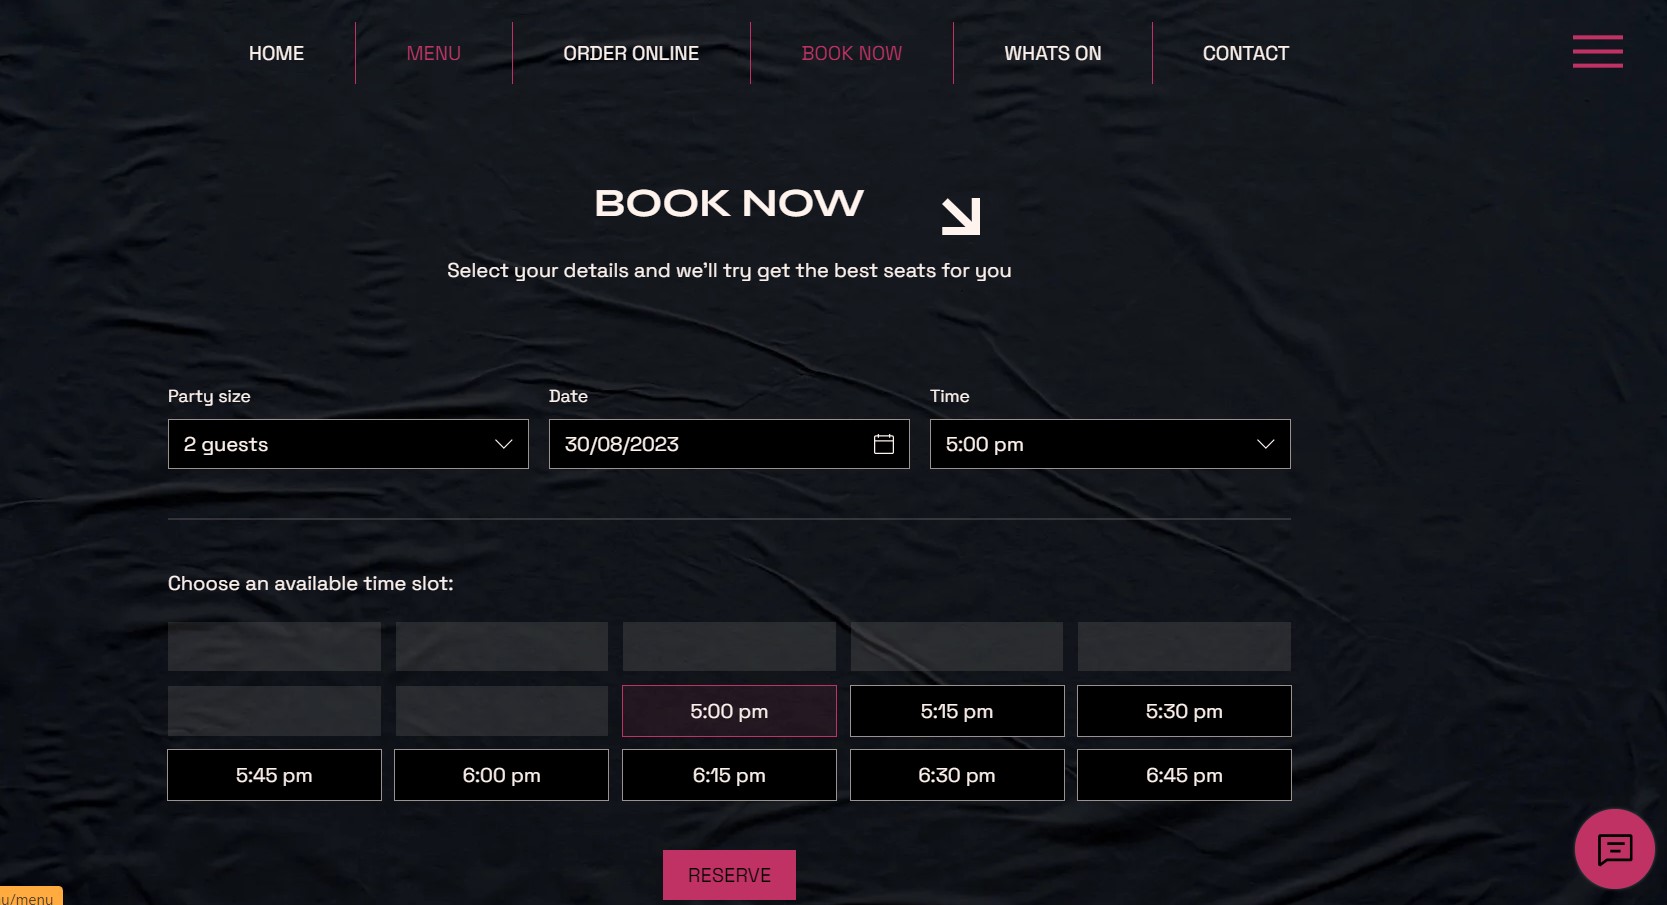 HOME MENU ORDER ONLINE BOOK NOW WHATS ON CONTACT
BOOK NOW
Select your details and we'll try get the best seats for you
Party size Date Time
2 guests 30/08/2023 5:00 pm
Choose an available time slot:
5:00 pm 5:15 pm 5:30 pm
5:45 pm 6:00 pm 6:15 pm 6:30 pm 6:45 pm
RESERVE
u/menu